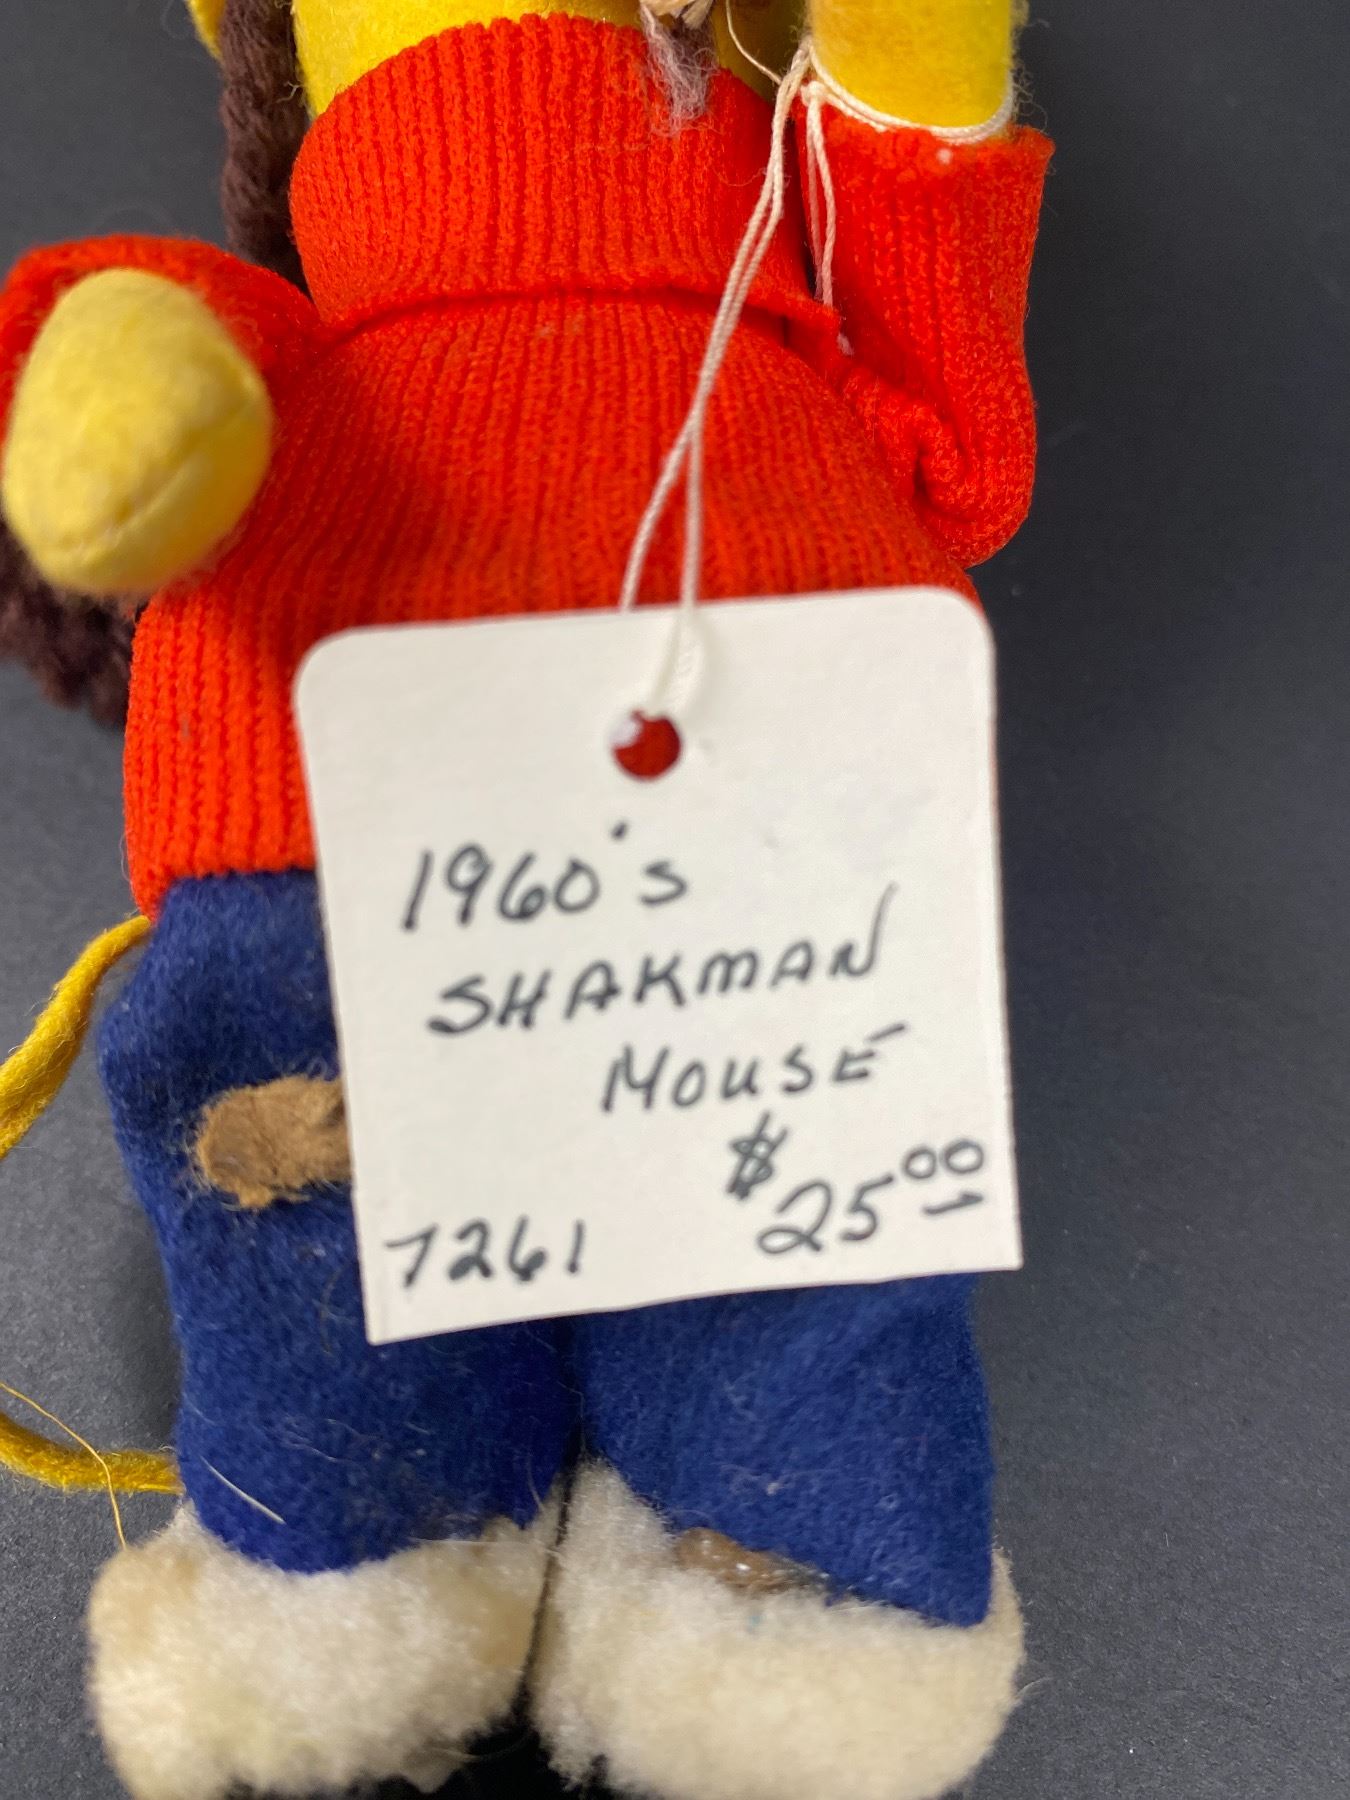 1960's
SHAKMAN
MOUSE
$ 25.00
7261